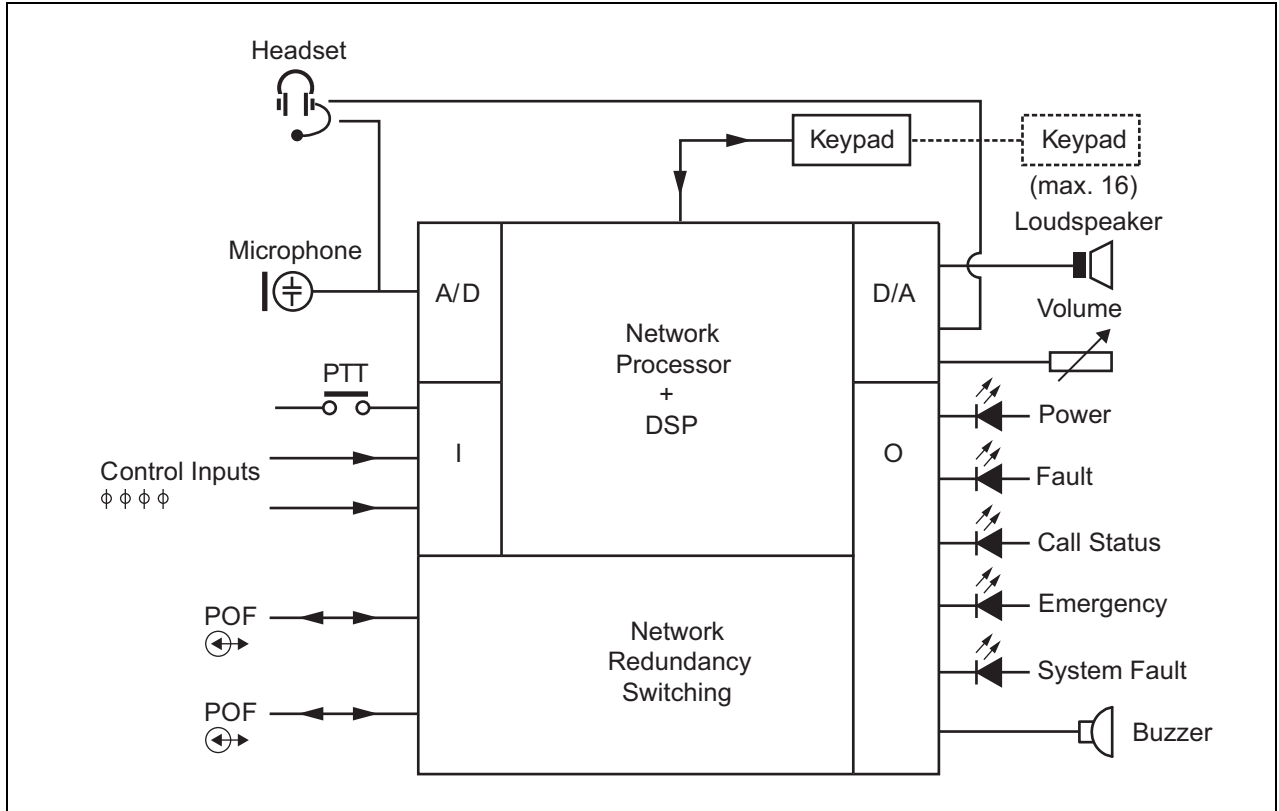 Headset
Keypad
Keypad
(max. 16)
Loudspeaker
Microphone
A/D
D/A
Volume
Network
Processor
+
DSP
PTT
Power
I
O
Control Inputs
Fault
Call Status
POF
Emergency
Network
Redundancy
Switching
System Fault
POF
Buzzer